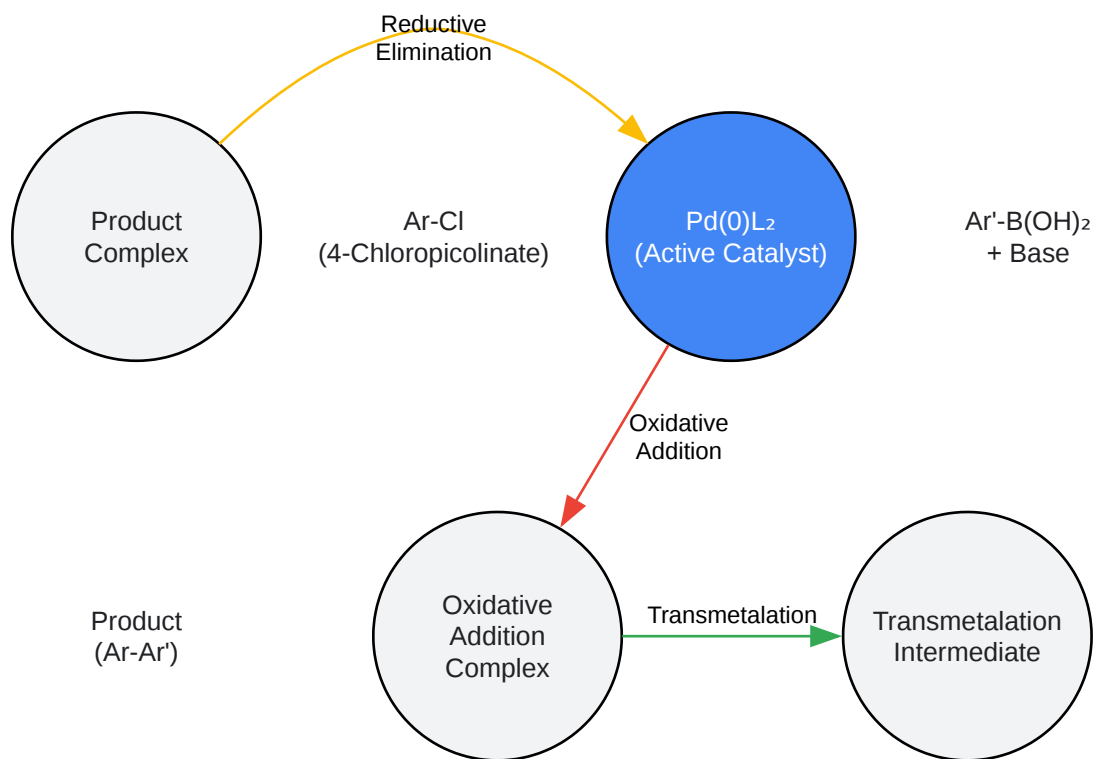 Reductive
Elimination
Product
Complex
Ar-Cl
(4-Chloropicolinate)
Pd(0)L₂
(Active Catalyst)
Ar'-B(OH)₂
+ Base
Oxidative
Addition
Product
(Ar-Ar')
Oxidative
Addition
Complex
Transmetalation
Transmetalation
Intermediate